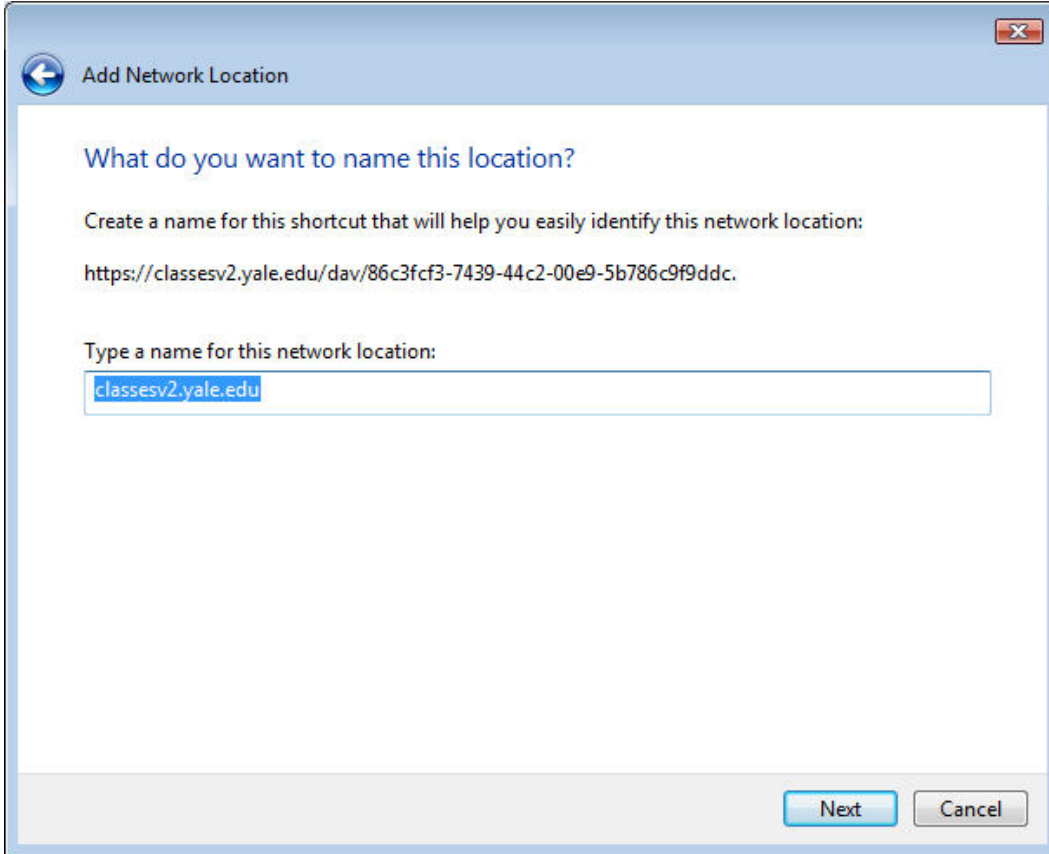 Add Network Location
What do you want to name this location?
Create a name for this shortcut that will help you easily identify this network location:
https://classesv2.yale.edu/dav/86c3fcf3-7439-44c2-00e9-5b786c9f9ddc.
Type a name for this network location:
classesv2.yale.edu
Next
Cancel